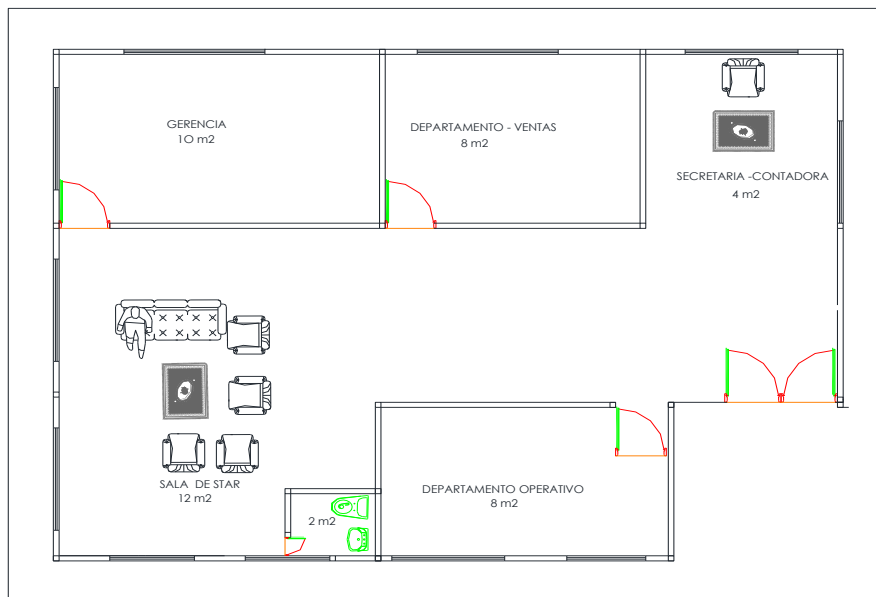 GERENCIA
10 m2
DEPARTAMENTO - VENTAS
8 m2
SECRETARIA -CONTADORA
4 m2
SALA DE STAR
12 m2
2 m2
DEPARTAMENTO OPERATIVO
8 m2